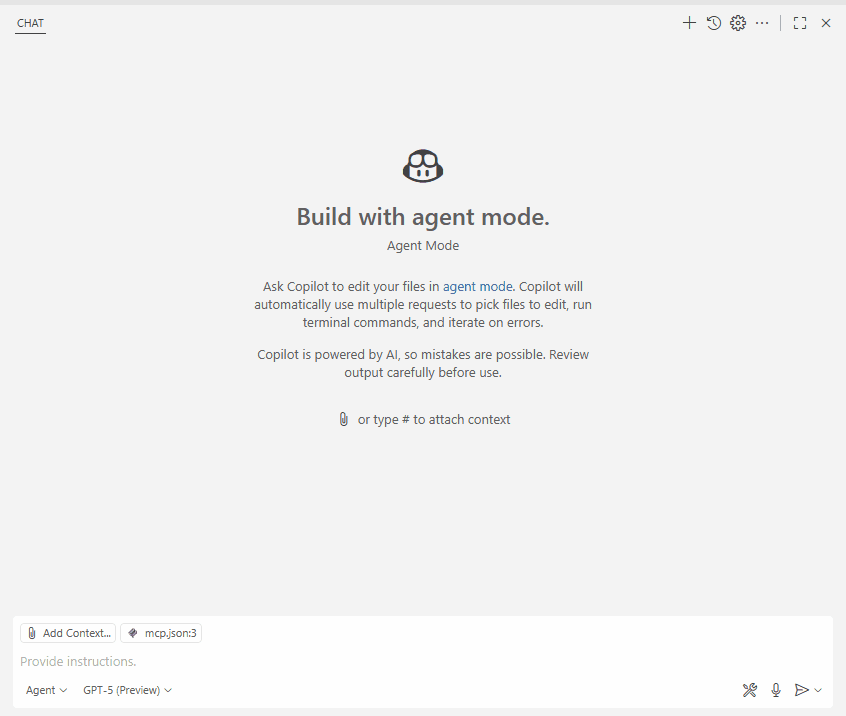 CHAT
Build with agent mode.
Agent Mode
Ask Copilot to edit your files in agent mode. Copilot will
automatically use multiple requests to pick files to edit, run
terminal commands, and iterate on errors.
Copilot is powered by AI, so mistakes are possible. Review
output carefully before use.
or type # to attach context
Add Context... mcp.json:3
Provide instructions.
Agent GPT-5 (Preview)